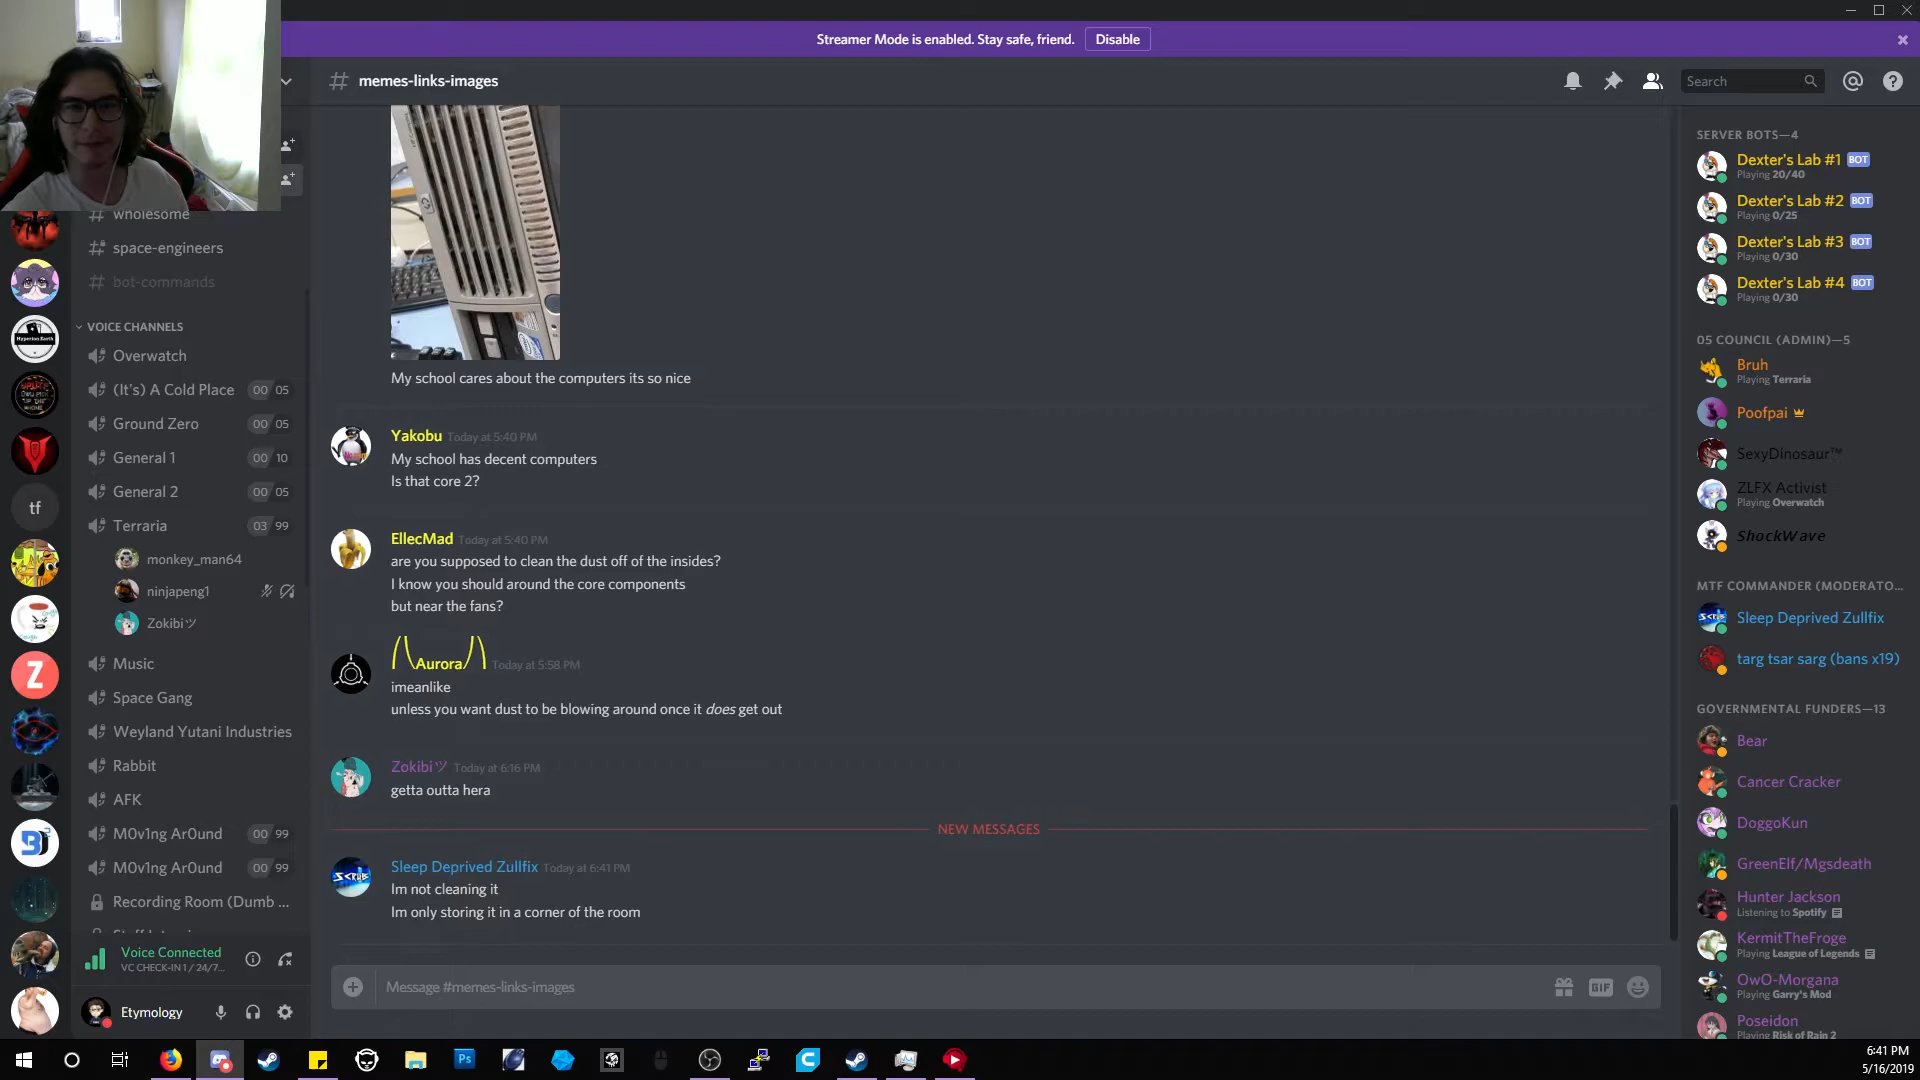 Streamer Mode is enabled. Stay safe, friend.
Disable
# memes-links-images
Search
wholesome
space-engineers
bot-commands
VOICE CHANNELS
Overwatch
(It's) A Cold Place 00 05
Ground Zero 00 05
General 1 00 10
General 2 00 05
Terraria 03 99
monkey_man64
ninjapeng1
Zokibiツ
Music
Space Gang
Weyland Yutani Industries
Rabbit
AFK
M0v1ng Ar0und 00 99
M0v1ng Ar0und 00 99
Recording Room (Dumb ...
Voice Connected
VC CHECK-IN 1 / 24/7...
Etymology
tf
Z
My school cares about the computers its so nice
Yakobu Today at 5:40 PM
My school has decent computers
Is that core 2?
EllecMad Today at 5:40 PM
are you supposed to clean the dust off of the insides?
I know you should around the core components
but near the fans?
Aurora Today at 5:58 PM
imeanlike
unless you want dust to be blowing around once it does get out
Zokibiツ Today at 6:16 PM
getta outta hera
NEW MESSAGES
Sleep Deprived Zullfix Today at 6:41 PM
Im not cleaning it
Im only storing it in a corner of the room
Message #memes-links-images
GIF
SERVER BOTS—4
Dexter's Lab #1 BOT
Playing 20/40
Dexter's Lab #2 BOT
Playing 0/25
Dexter's Lab #3 BOT
Playing 0/30
Dexter's Lab #4 BOT
Playing 0/30
05 COUNCIL (ADMIN)—5
Bruh
Playing Terraria
Poofpai
SexyDinosaur™
ZLFX Activist
Playing Overwatch
ShockWave
MTF COMMANDER (MODERATO...
Sleep Deprived Zullfix
targ tsar sarg (bans x19)
GOVERNMENTAL FUNDERS—13
Bear
Cancer Cracker
DoggoKun
GreenElf/Mgsdeath
Hunter Jackson
Listening to Spotify
KermitTheFroge
Playing League of Legends
OwO-Morgana
Playing Garry's Mod
Poseidon
Playing Risk of Rain 2
Ps
6:41 PM
5/16/2019